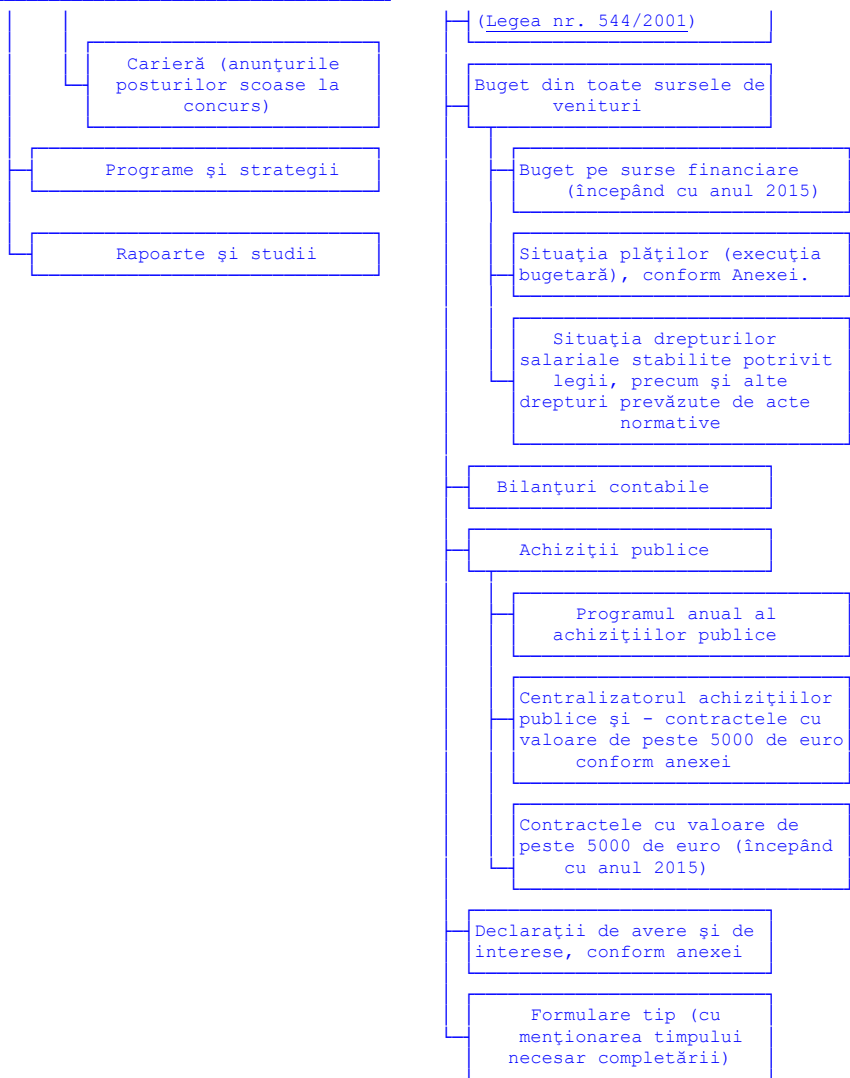 Carieră (anunţurile
posturilor scoase la
concurs)
Programe şi strategii
Rapoarte şi studii
(Legea nr. 544/2001)
Buget din toate sursele de
venituri
Buget pe surse financiare
(începând cu anul 2015)
Situaţia plăţilor (execuţia
bugetară), conform Anexei.
Situaţia drepturilor
salariale stabilite potrivit
legii, precum şi alte
drepturi prevăzute de acte
normative
Bilanţuri contabile
Achiziţii publice
Programul anual al
achiziţiilor publice
Centralizatorul achiziţiilor
publice şi - contractele cu
valoare de peste 5000 de euro
conform anexei
Contractele cu valoare de
peste 5000 de euro (începând
cu anul 2015)
Declaraţii de avere şi de
interese, conform anexei
Formulare tip (cu
menţionarea timpului
necesar completării)